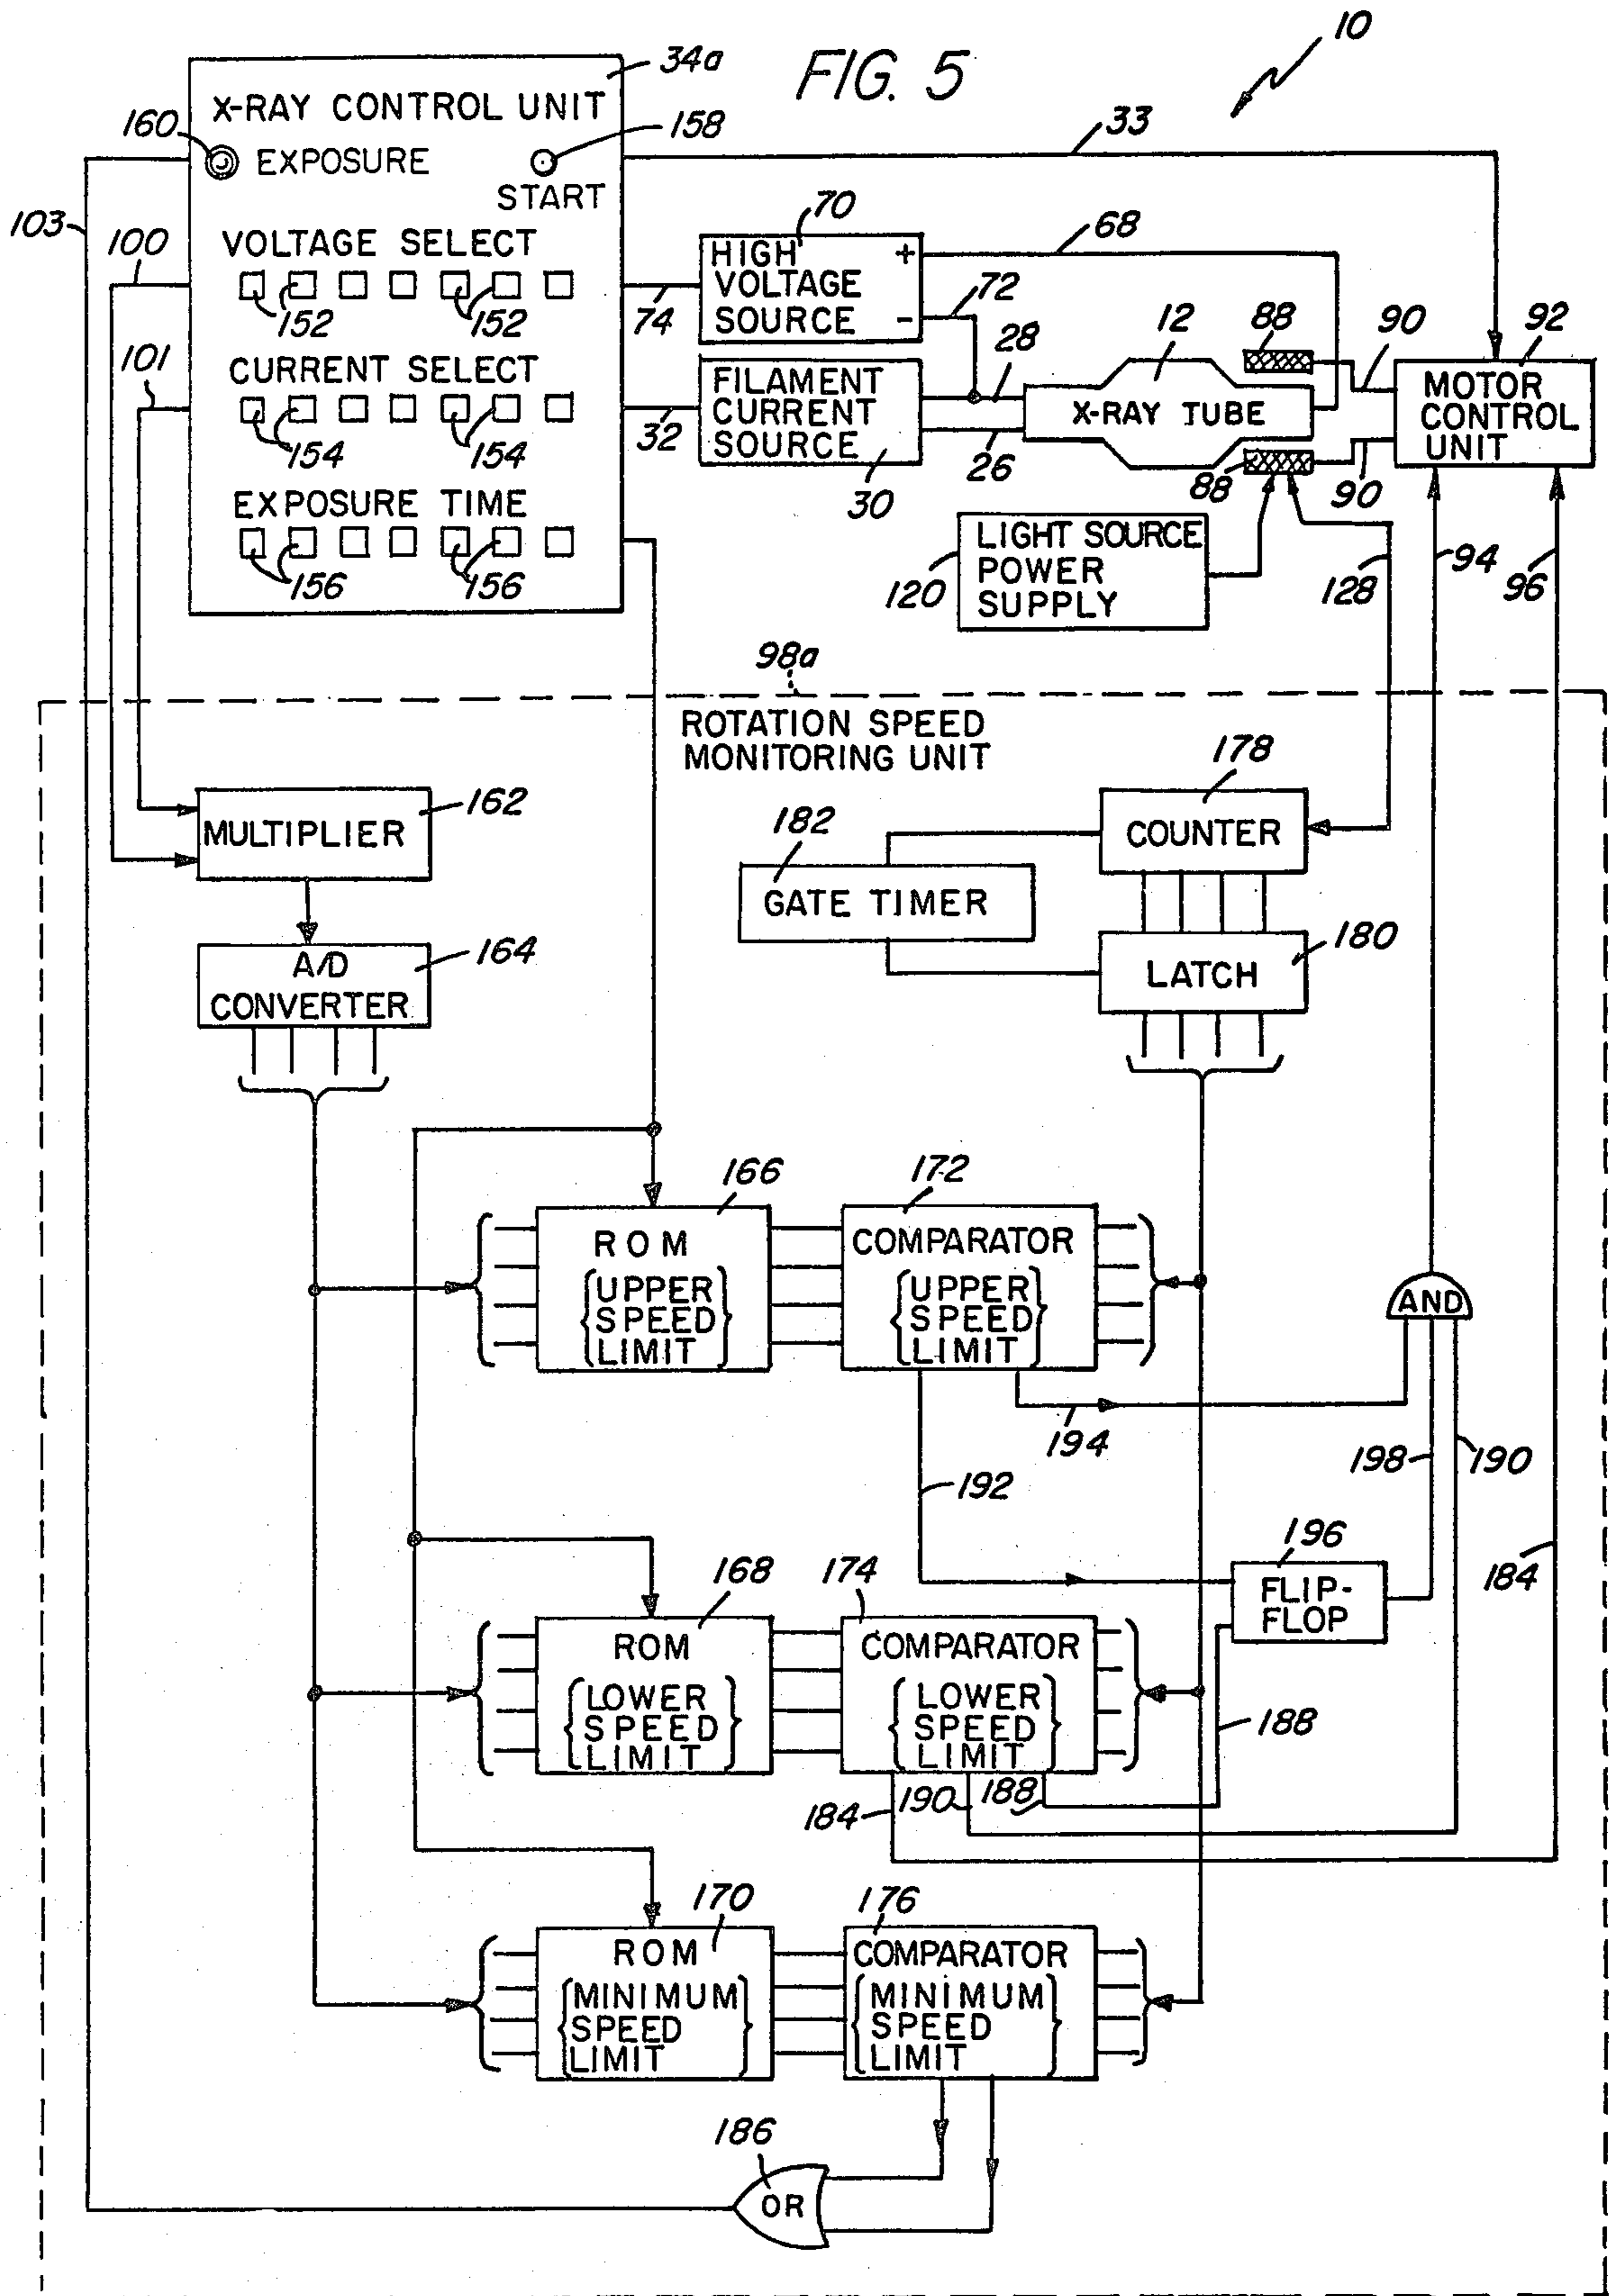 FIG. 5
10
34a
X-RAY CONTROL UNIT
160
EXPOSURE
158
START
33
103
100
VOLTAGE SELECT
152
152
74
70
HIGH
VOLTAGE
SOURCE
+
-
68
72
101
CURRENT SELECT
154
154
32
FILAMENT
CURRENT
SOURCE
30
28
26
12
X-RAY TUBE
88
88
90
90
92
MOTOR
CONTROL
UNIT
EXPOSURE TIME
156
156
120
LIGHT SOURCE
POWER
SUPPLY
128
94
96
98a
ROTATION SPEED
MONITORING UNIT
162
MULTIPLIER
178
COUNTER
182
GATE TIMER
164
A/D
CONVERTER
180
LATCH
166
ROM
UPPER
SPEED
LIMIT
172
COMPARATOR
UPPER
SPEED
LIMIT
AND
194
192
198
190
196
FLIP-
FLOP
184
168
ROM
LOWER
SPEED
LIMIT
174
COMPARATOR
LOWER
SPEED
LIMIT
188
184
190
188
170
ROM
MINIMUM
SPEED
LIMIT
176
COMPARATOR
MINIMUM
SPEED
LIMIT
186
OR